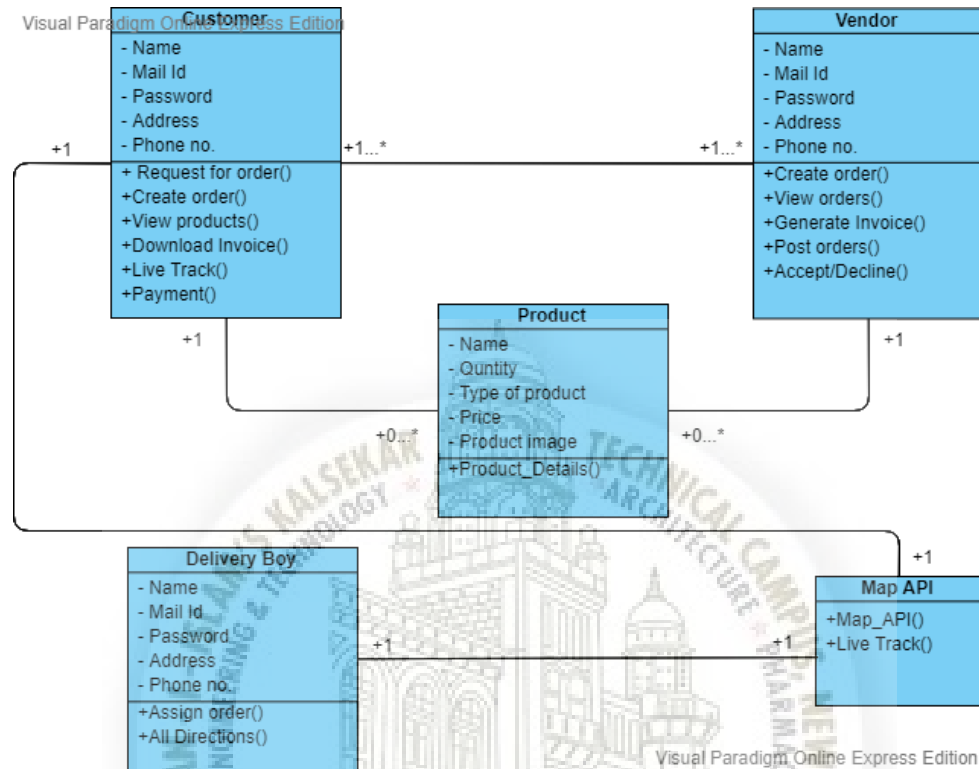 Visual Paradigm Online Express Edition
Customer
- Name
- Mail Id
- Password
- Address
- Phone no.
+ Request for order()
+Create order()
+View products()
+Download Invoice()
+Live Track()
+Payment()
Vendor
- Name
- Mail Id
- Password
- Address
- Phone no.
+Create order()
+View orders()
+Generate Invoice()
+Post orders()
+Accept/Decline()
+1
+1...*
+1...*
+1
+1
Product
- Name
- Quntity
- Type of product
- Price
- Product image
+Product_Details()
+0...*
+0...*
KALSEKAR
TECHNICAL CAMPUS
ARCHITECTURE
Delivery Boy
- Name
- Mail Id
- Password
- Address
- Phone no.
+Assign order()
+All Directions()
+1
+1
+1
Map API
+Map_API()
+Live Track()
Visual Paradigm Online Express Edition